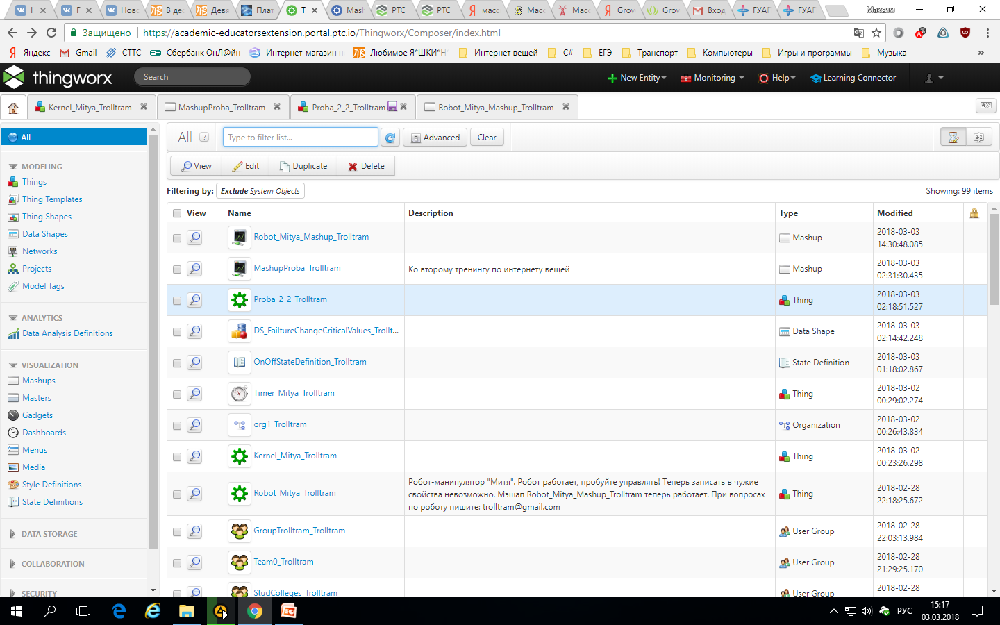 Н
Г
Ново
В дес
Девя
Плат
T
Mash
PTC
PTC
масс
Масс
Масс
Grov
Grov
Вход
ГУАГ
ГУАГ
Максим
Защищено
https://academic-educatorsextension.portal.ptc.io/Thingworx/Composer/index.html
Яндекс
Gmail
СТТС
Сбербанк ОнЛ@йн
Интернет-магазин н
Любимое Я*ШКИ*Н
Интернет вещей
C#
ЕГЭ
Транспорт
Компьютеры
Игры и программы
Музыка
»
thingworx
Search
New Entity
Monitoring
Help
Learning Connector
Kernel_Mitya_Trolltram
MashupProba_Trolltram
Proba_2_2_Trolltram
Robot_Mitya_Mashup_Trolltram
All
MODELING
Things
Thing Templates
Thing Shapes
Data Shapes
Networks
Projects
Model Tags
ANALYTICS
Data Analysis Definitions
VISUALIZATION
Mashups
Masters
Gadgets
Dashboards
Menus
Media
Style Definitions
State Definitions
DATA STORAGE
COLLABORATION
SECURITY
All ? Type to filter list... Advanced Clear
View Edit Duplicate Delete
Filtering by: Exclude System Objects Showing: 99 items
View Name Description Type Modified
Robot_Mitya_Mashup_Trolltram Mashup 2018-03-03
14:30:48.085
MashupProba_Trolltram Ко второму тренингу по интернету вещей Mashup 2018-03-03
02:31:30.435
Proba_2_2_Trolltram Thing 2018-03-03
02:18:51.527
DS_FailtureChangeCriticalValues_Trollt... Data Shape 2018-03-03
02:14:42.248
OnOffStateDefinition_Trolltram State Definition 2018-03-03
01:18:02.867
Timer_Mitya_Trolltram Thing 2018-03-02
00:29:02.274
org1_Trolltram Organization 2018-03-02
00:26:43.834
Kernel_Mitya_Trolltram Thing 2018-03-02
00:23:26.298
Robot_Mitya_Trolltram
Робот-манипулятор "Митя". Робот работает, пробуйте управлять! Теперь записать в чужие
свойства невозможно. Мэшап Robot_Mitya_Mashup_Trolltram теперь работает. При вопросах
по роботу пишите: trolltram@gmail.com
Thing
2018-02-28
22:18:25.672
GroupTrolltram_Trolltram User Group 2018-02-28
22:03:13.984
Team0_Trolltram User Group 2018-02-28
21:29:25.170
StudColleges_Trolltram User Group 2018-02-28
РУС
15:17
03.03.2018